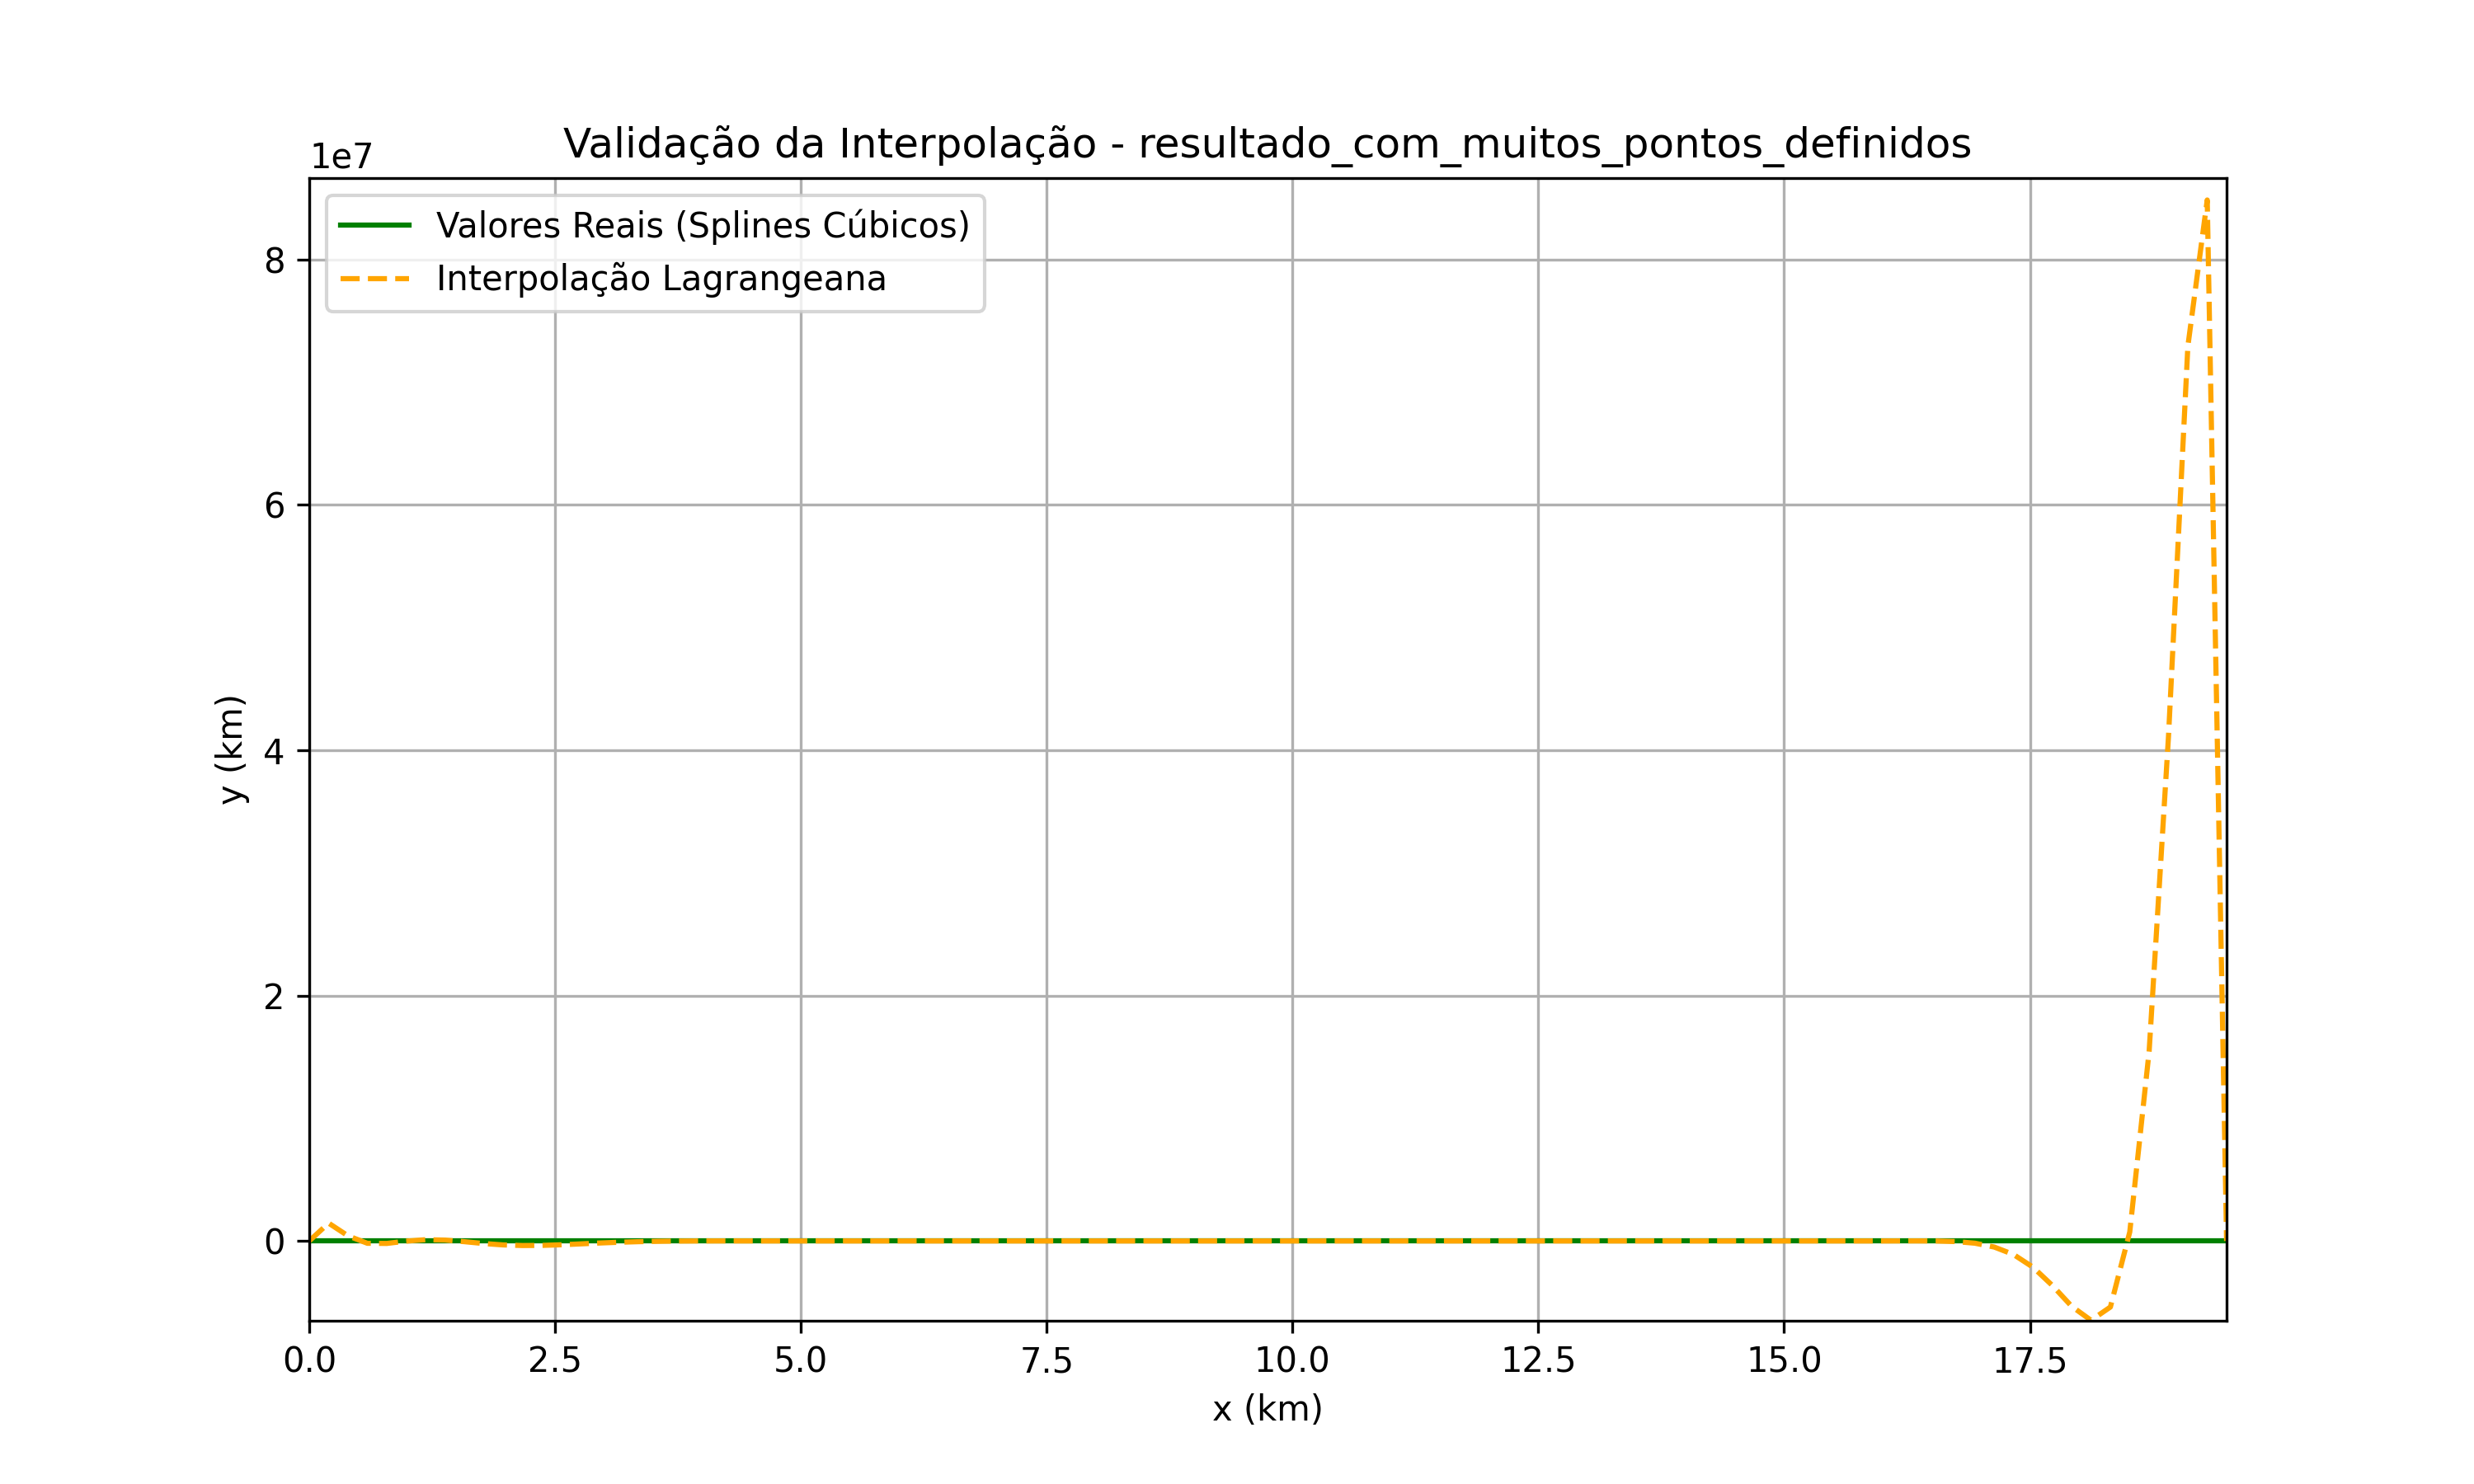 Validação da Interpolação - resultado_com_muitos_pontos_definidos
1e7
Valores Reais (Splines Cúbicos)
Interpolação Lagrangeana
8
6
4
2
0
y (km)
0.0 2.5 5.0 7.5 10.0 12.5 15.0 17.5
x (km)